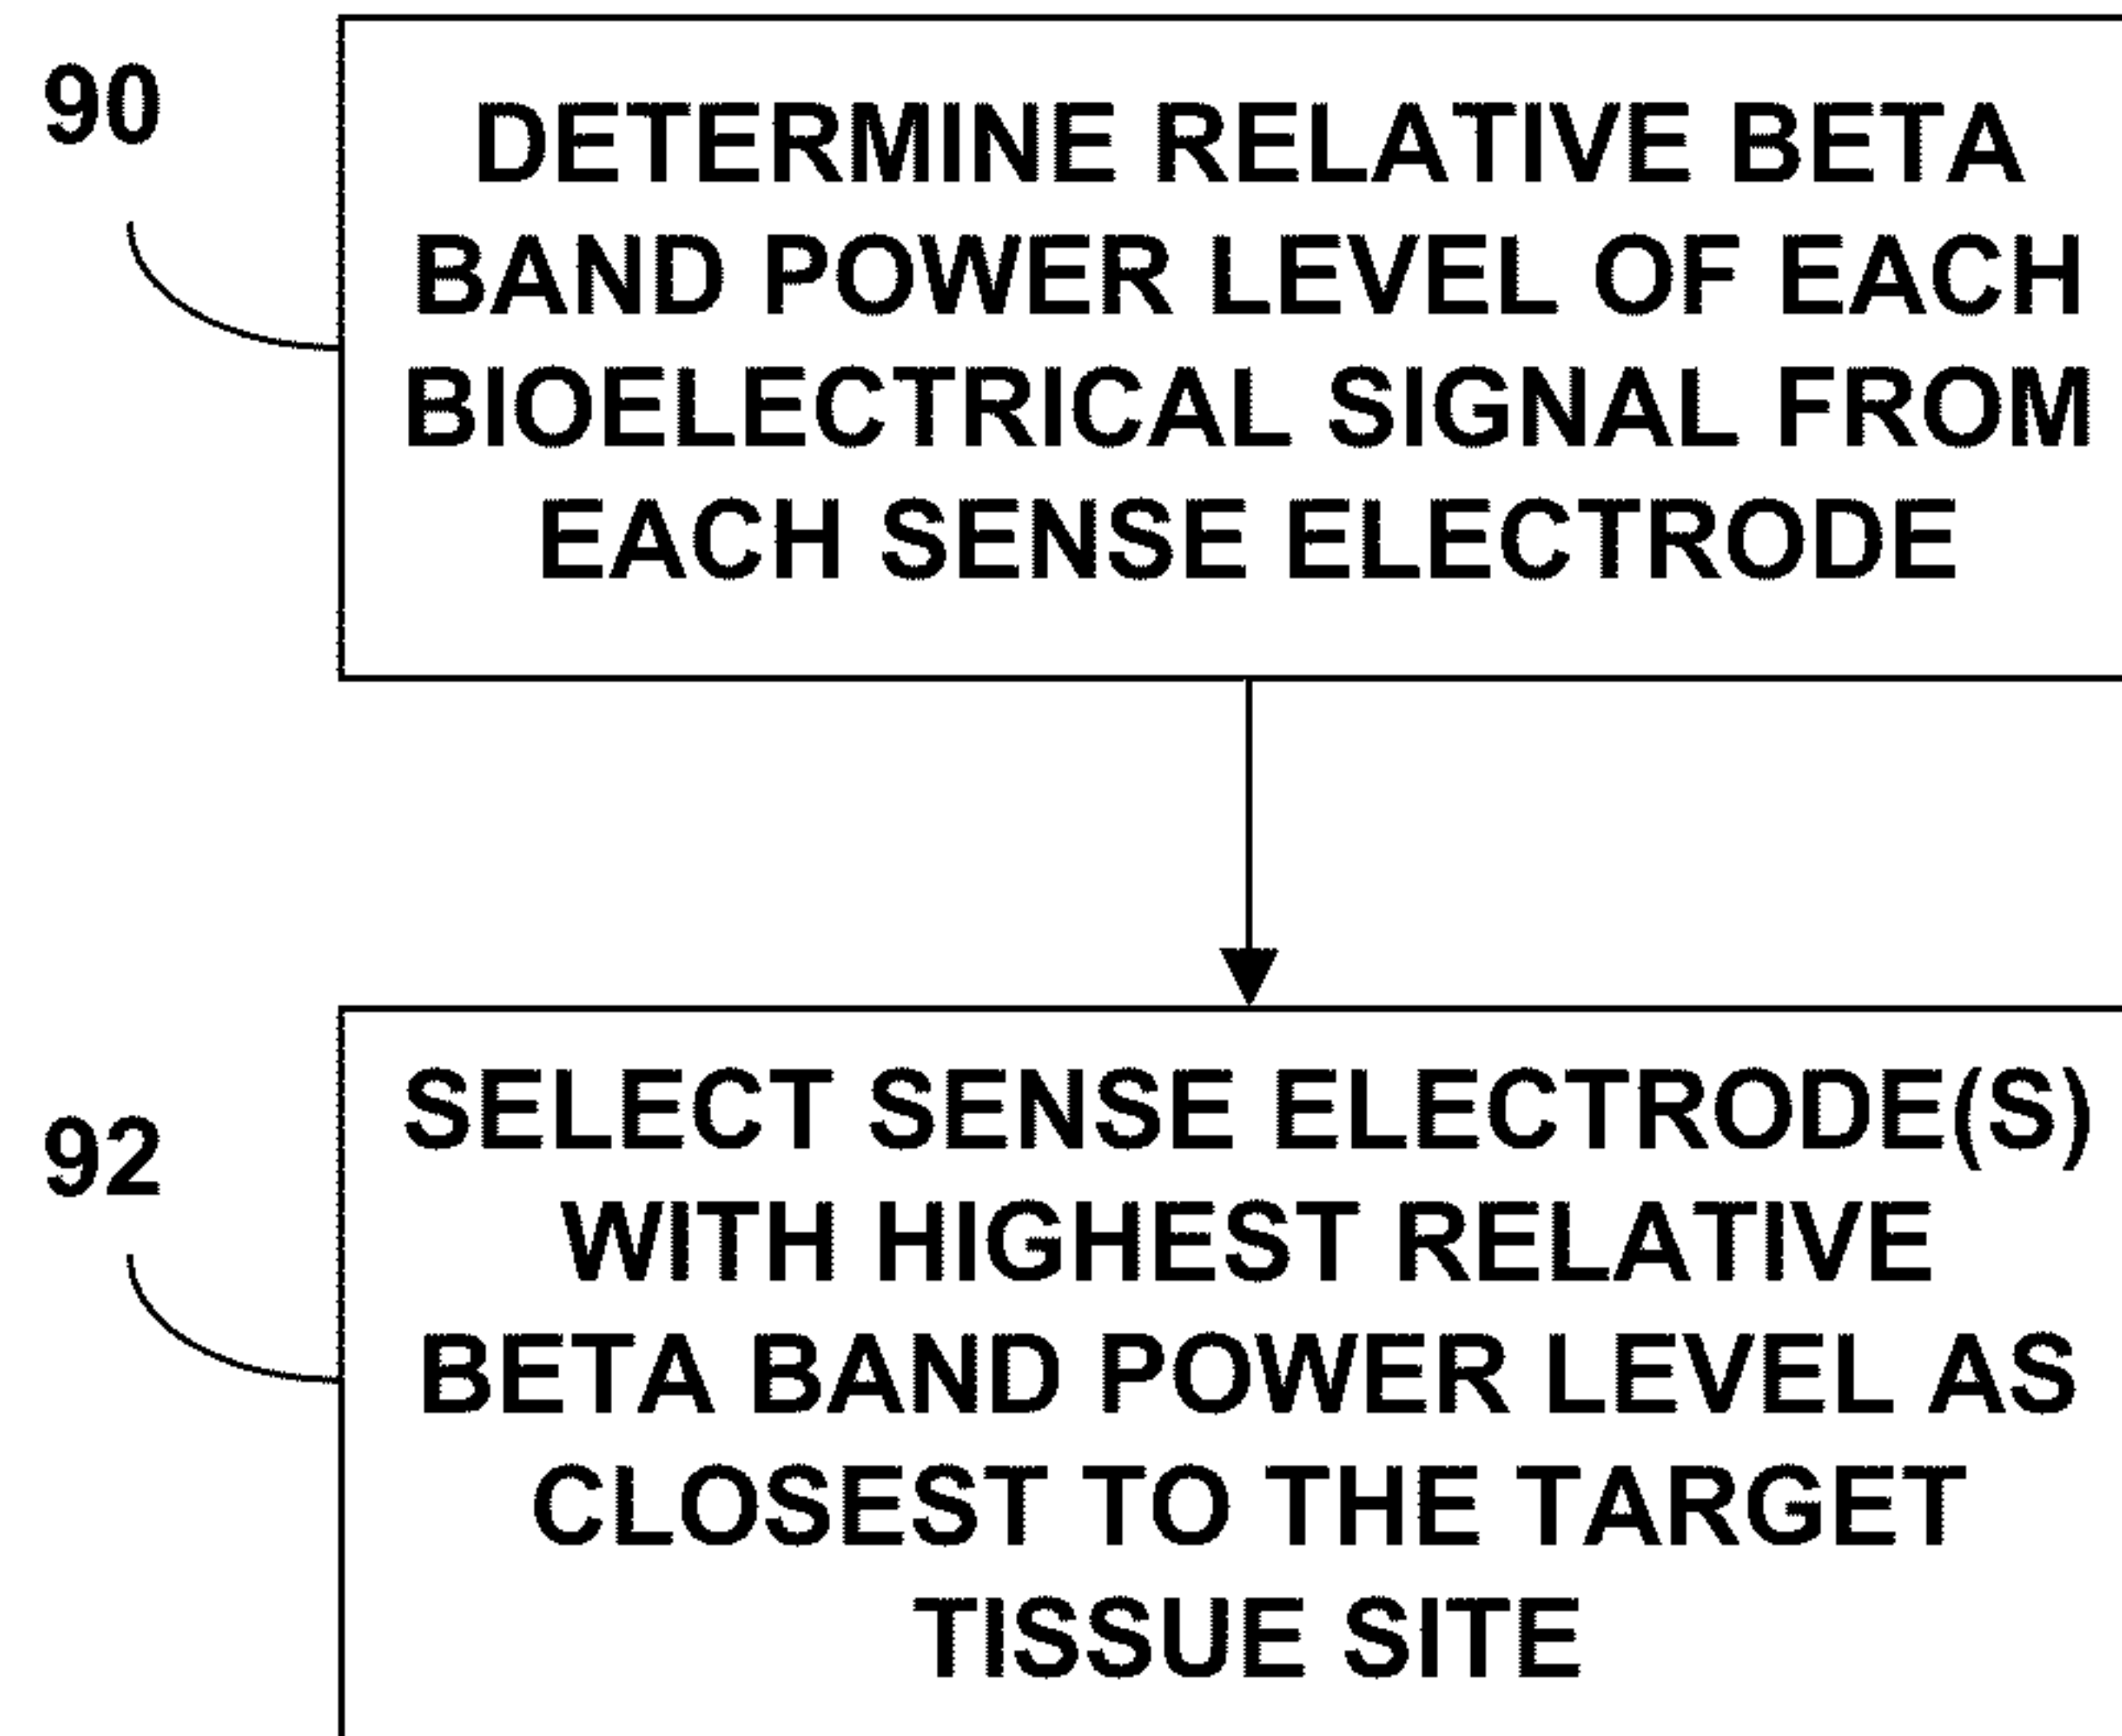 90
DETERMINE RELATIVE BETA
BAND POWER LEVEL OF EACH
BIOELECTRICAL SIGNAL FROM
EACH SENSE ELECTRODE
92
SELECT SENSE ELECTRODE(S)
WITH HIGHEST RELATIVE
BETA BAND POWER LEVEL AS
CLOSEST TO THE TARGET
TISSUE SITE